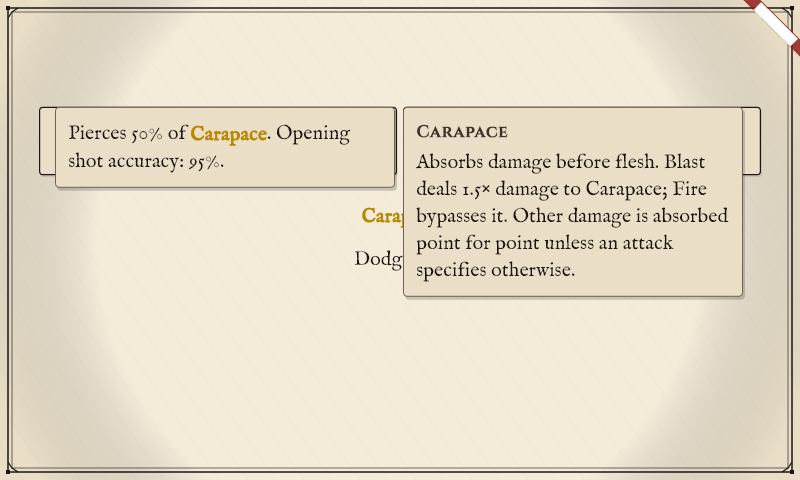 Pierces 50% of Carapace. Opening
shot accuracy: 95%.
Carapace
Absorbs damage before flesh. Blast
deals 1.5× damage to Carapace; Fire
bypasses it. Other damage is absorbed
point for point unless an attack
specifies otherwise.